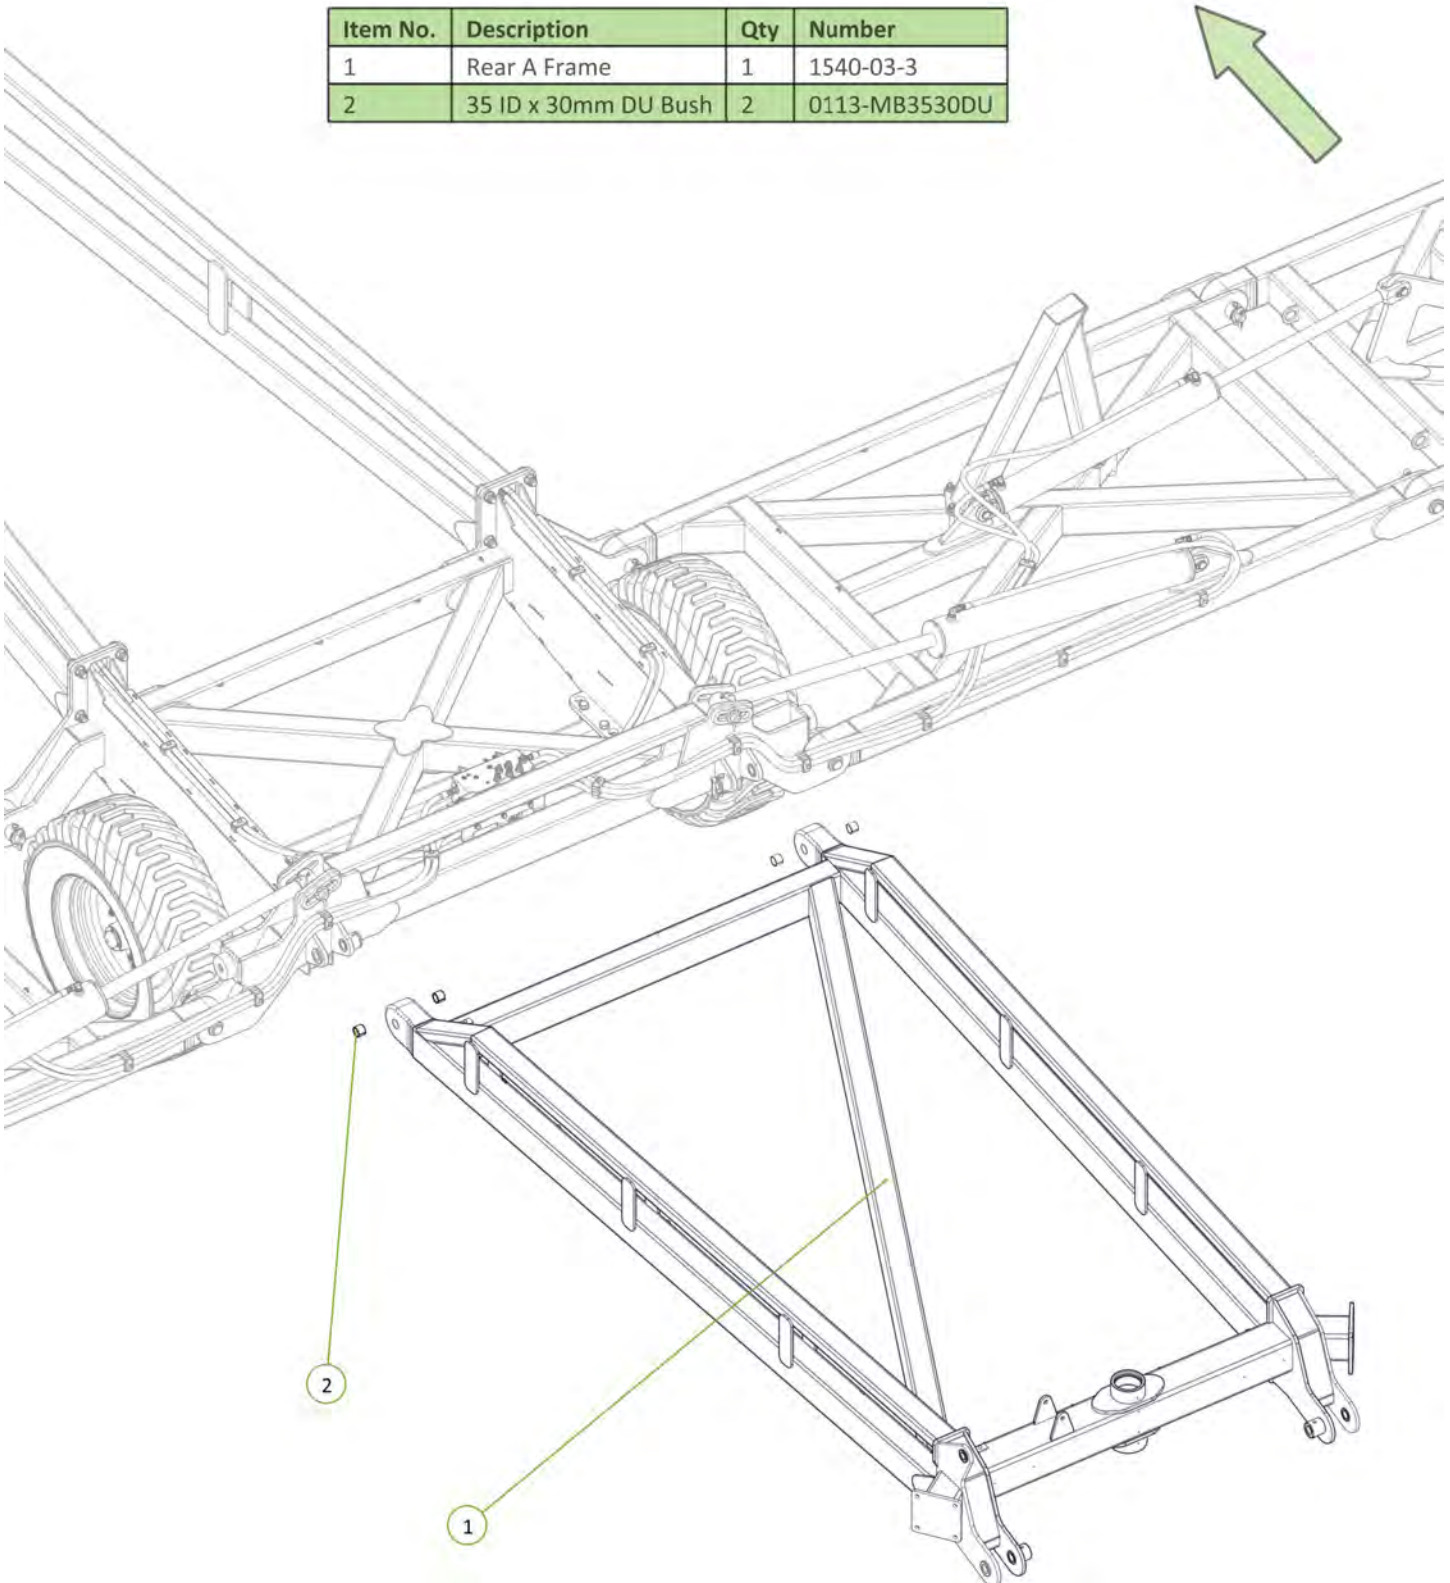 Item No. Description Qty Number
1 Rear A Frame 1 1540-03-3
2 35 ID x 30mm DU Bush 2 0113-MB3530DU
2
1